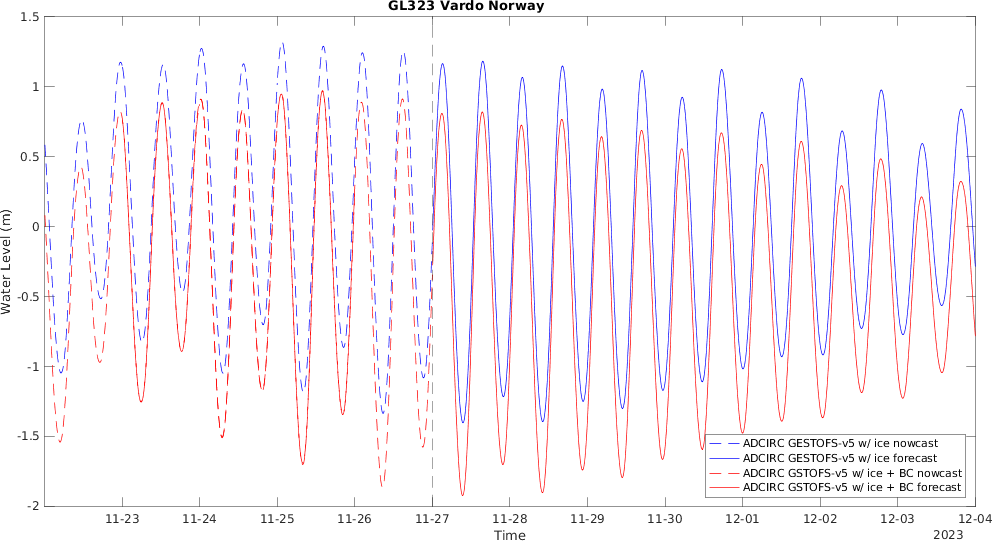 GL323 Vardo Norway
1.5
1
0.5
0
-0.5
-1
-1.5
-2
Water Level (m)
11-23 11-24 11-25 11-26 11-27 11-28 11-29 11-30 12-01 12-02 12-03 12-04
Time
2023
ADCIRC GESTOFS-v5 w/ ice nowcast
ADCIRC GESTOFS-v5 w/ ice forecast
ADCIRC GSTOFS-v5 w/ ice + BC nowcast
ADCIRC GSTOFS-v5 w/ ice + BC forecast